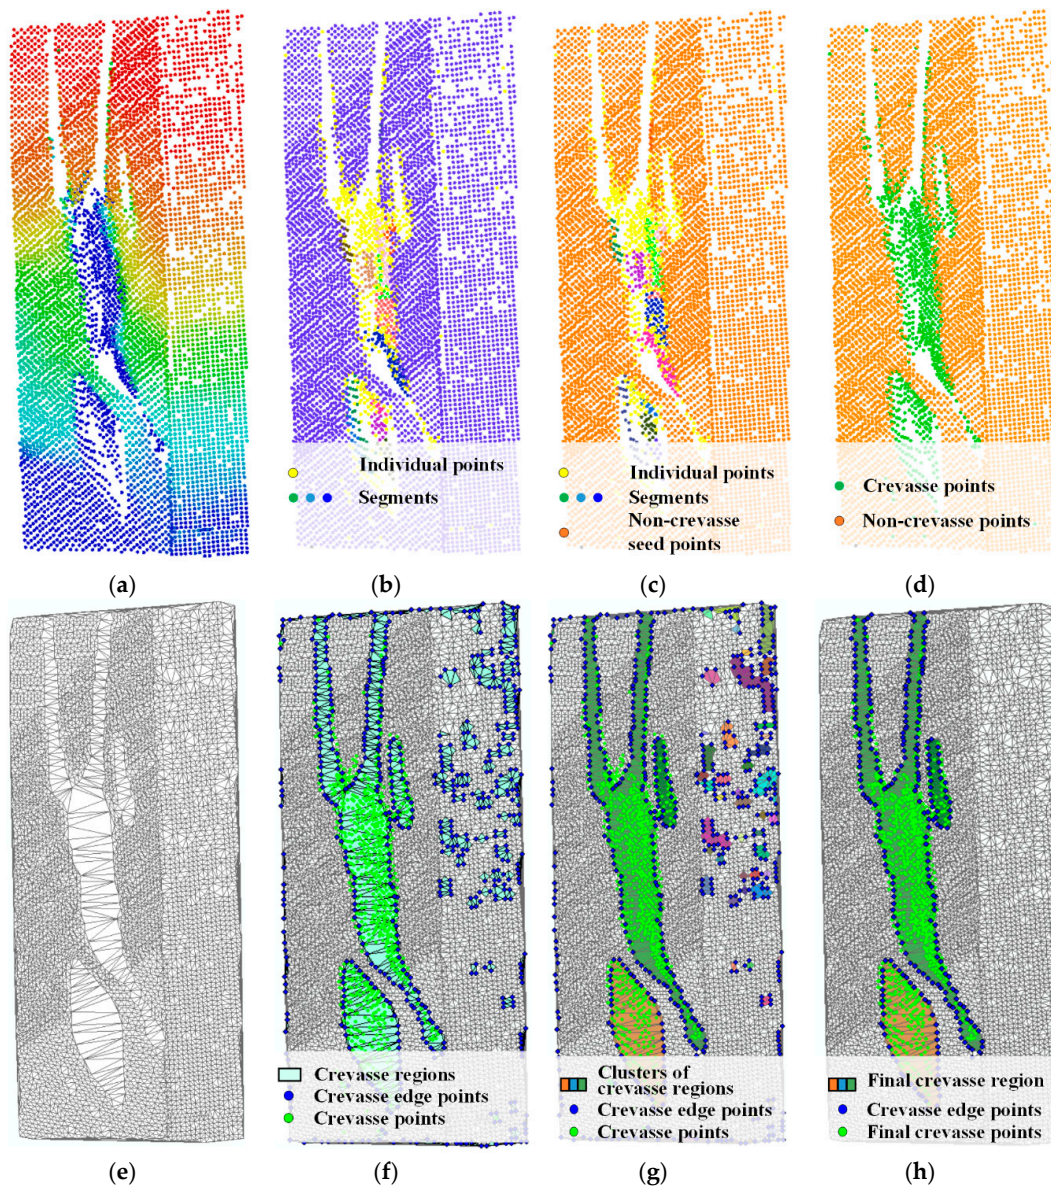 Individual points
Segments
Individual points
Segments
Non-crevasse
seed points
Crevasse points
Non-crevasse points
(a)
(b)
(c)
(d)
Crevasse regions
Crevasse edge points
Crevasse points
Clusters of
crevasse regions
Crevasse edge points
Crevasse points
Final crevasse region
Crevasse edge points
Final crevasse points
(e)
(f)
(g)
(h)